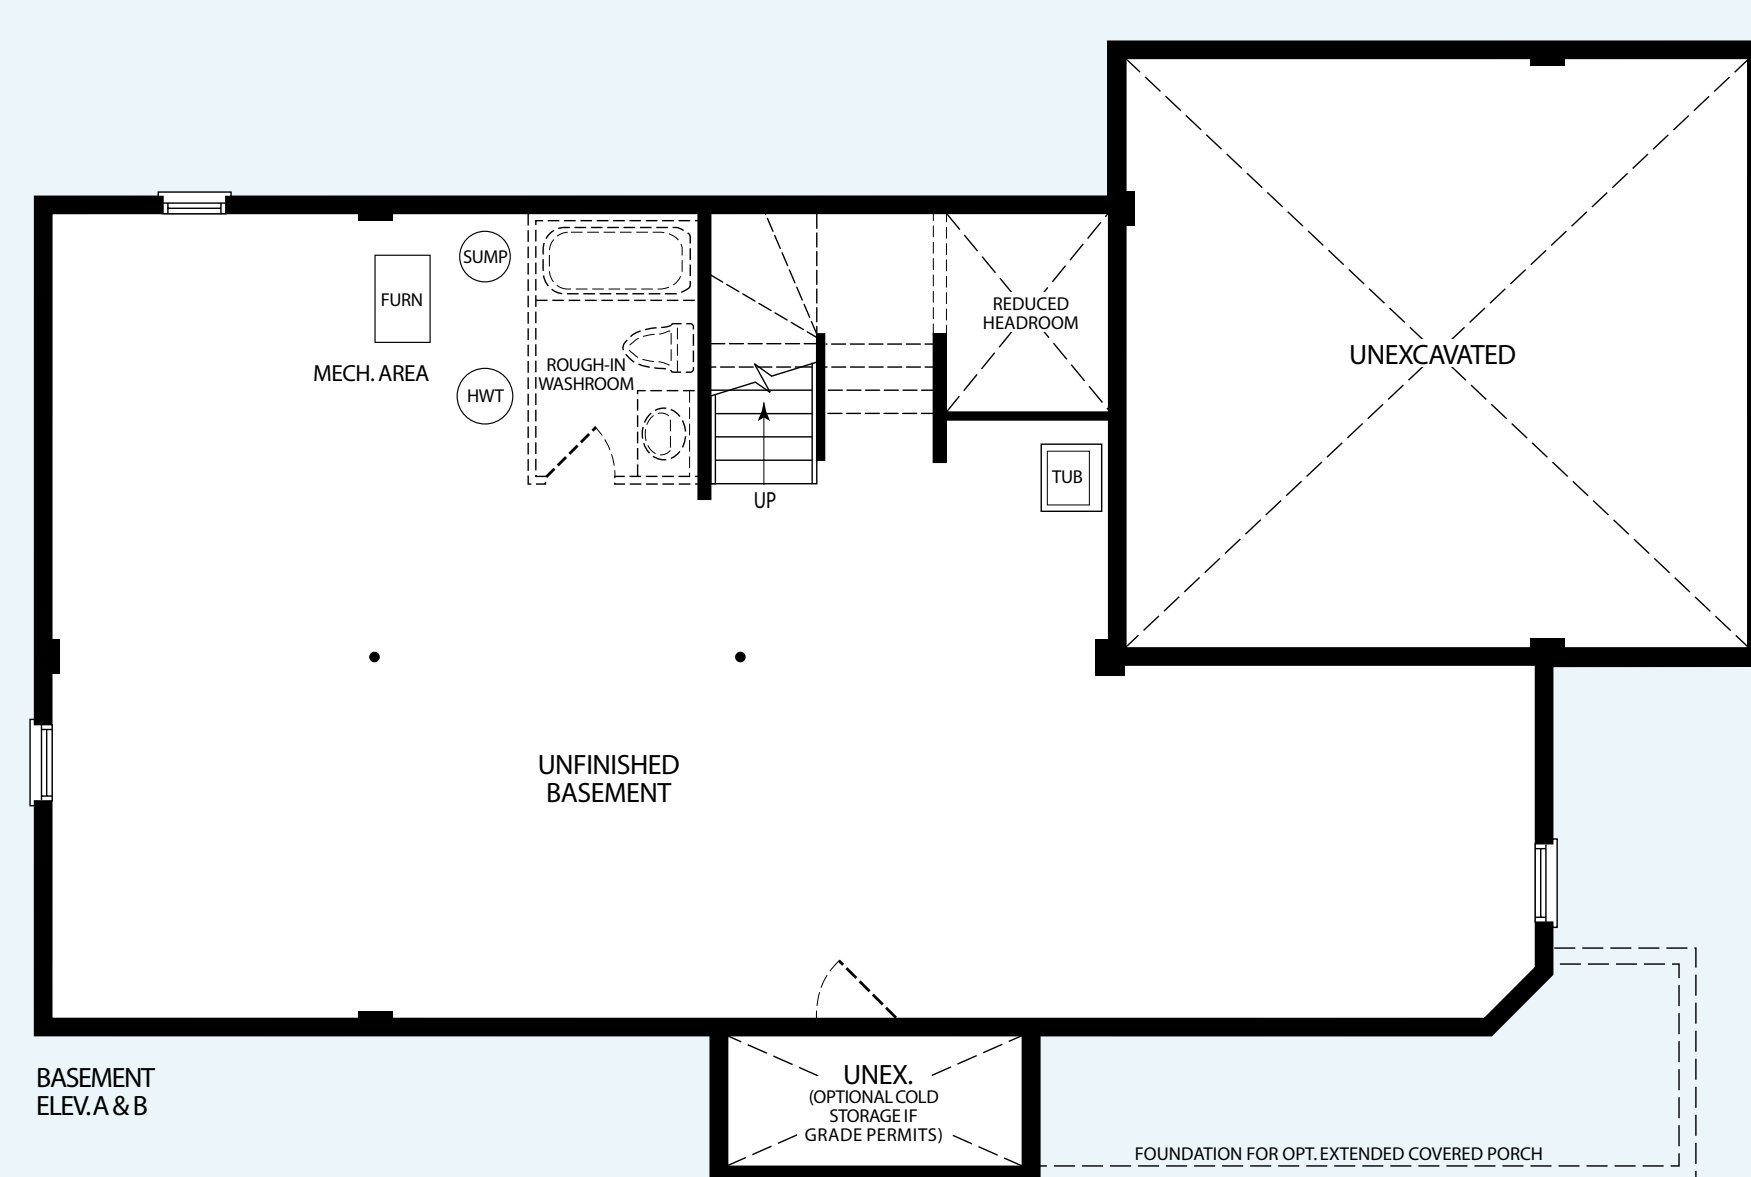 SUMP
FURN
MECH. AREA
HWT
ROUGH-IN
WASHROOM
UP
REDUCED
HEADROOM
TUB
UNEXCAVATED
UNFINISHED
BASEMENT
BASEMENT
ELEV. A & B
UNEX.
(OPTIONAL COLD
STORAGE IF
GRADE PERMITS)
FOUNDATION FOR OPT. EXTENDED COVERED PORCH